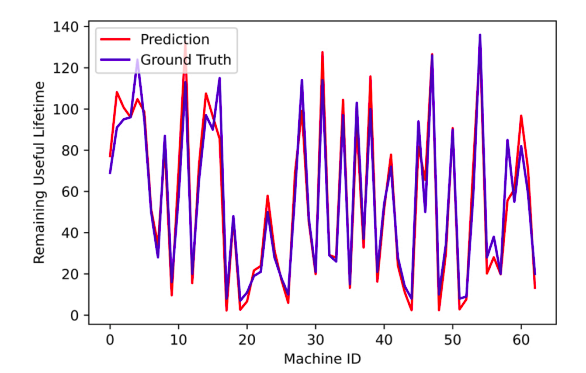 140
120
100
80
60
40
20
0
Remaining Useful Lifetime
Prediction
Ground Truth
0 10 20 30 40 50 60
Machine ID